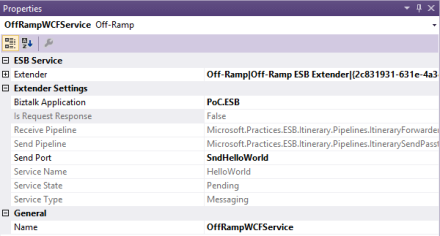 Properties
OffRampWCFService Off-Ramp
ESB Service
Extender Off-Ramp|Off-Ramp ESB Extender|{2c831931-631e-4a3
Extender Settings
Biztalk Application PoC.ESB
Is Request Response False
Receive Pipeline Microsoft.Practices.ESB.Itinerary.Pipelines.ItineraryForwarder
Send Pipeline Microsoft.Practices.ESB.Itinerary.Pipelines.ItinerarySendPasst
Send Port SndHelloWorld
Service Name HelloWorld
Service State Pending
Service Type Messaging
General
Name OffRampWCFService